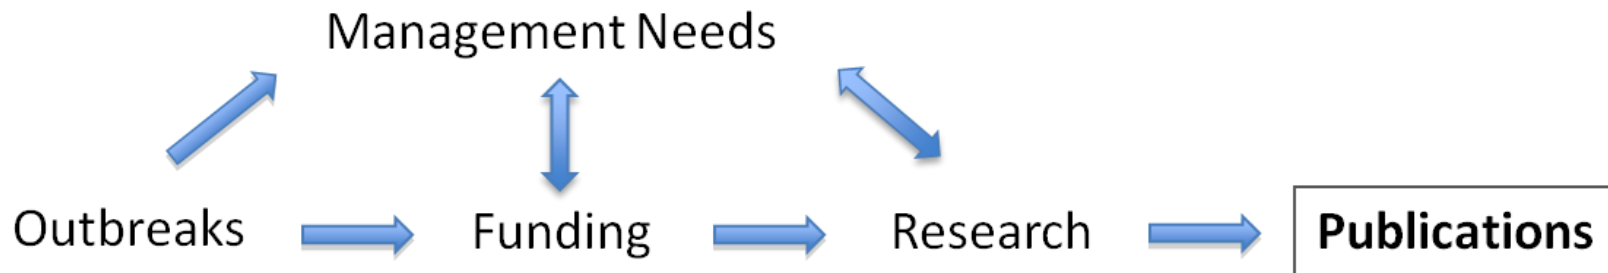 Management Needs
Outbreaks
Funding
Research
Publications